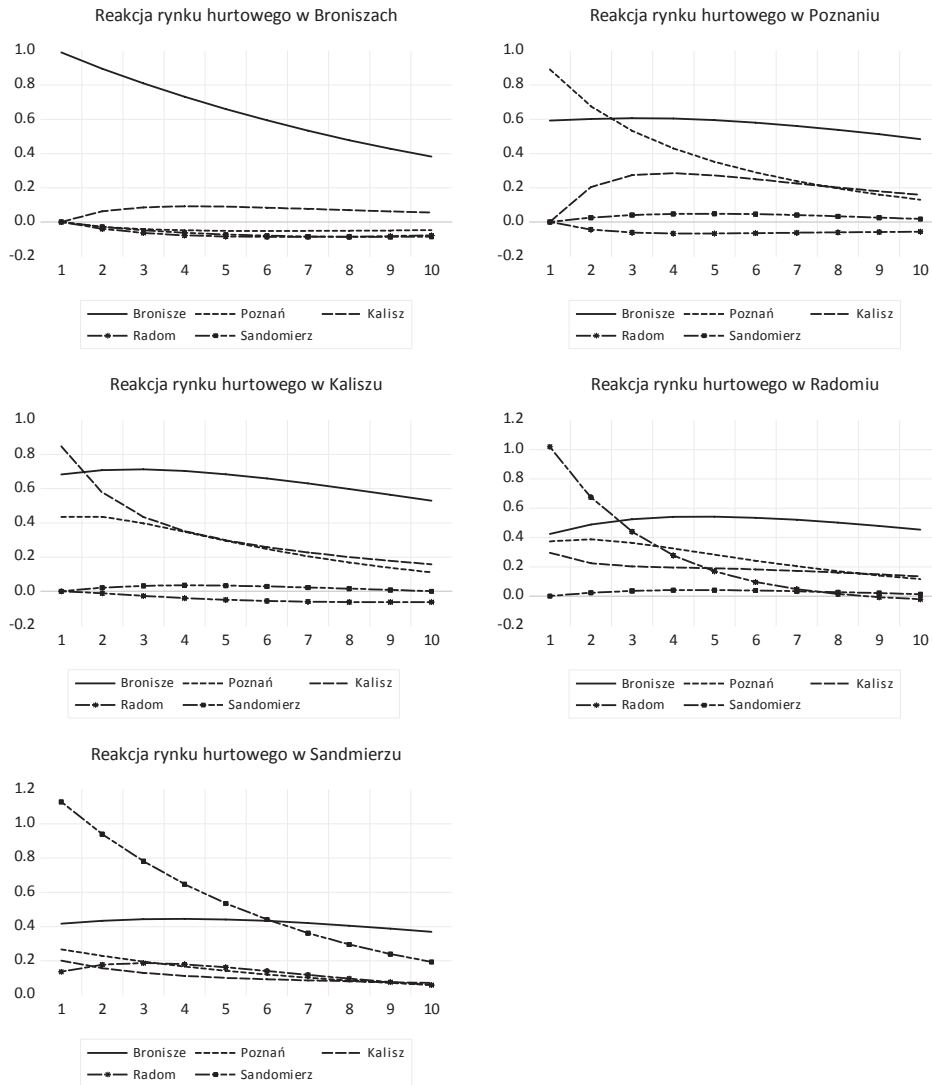 Reakcja rynku hurtowego w Broniszach
1.0
0.8
0.6
0.4
0.2
0.0
-0.2
1 2 3 4 5 6 7 8 9 10
Bronisze Poznań Kalisz
Radom Sandomierz
Reakcja rynku hurtowego w Poznaniu
1.0
0.8
0.6
0.4
0.2
0.0
-0.2
1 2 3 4 5 6 7 8 9 10
Bronisze Poznań Kalisz
Radom Sandomierz
Reakcja rynku hurtowego w Kaliszu
1.0
0.8
0.6
0.4
0.2
0.0
-0.2
1 2 3 4 5 6 7 8 9 10
Bronisze Poznań Kalisz
Radom Sandomierz
Reakcja rynku hurtowego w Radomiu
1.2
1.0
0.8
0.6
0.4
0.2
0.0
-0.2
1 2 3 4 5 6 7 8 9 10
Bronisze Poznań Kalisz
Radom Sandomierz
Reakcja rynku hurtowego w Sandmierzu
1.2
1.0
0.8
0.6
0.4
0.2
0.0
1 2 3 4 5 6 7 8 9 10
Bronisze Poznań Kalisz
Radom Sandomierz